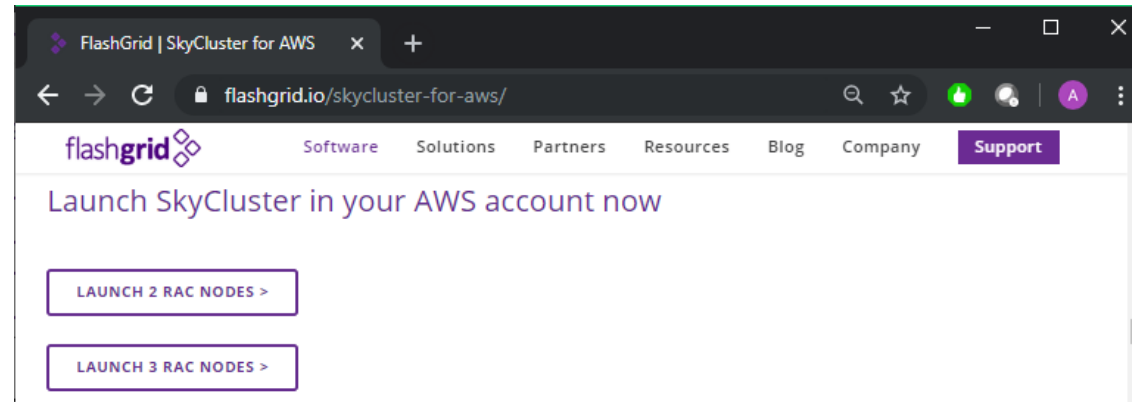 FlashGrid | SkyCluster for AWS
flashgrid.io/skycluster-for-aws/
A
flashgrid Software Solutions Partners Resources Blog Company Support
Launch SkyCluster in your AWS account now
LAUNCH 2 RAC NODES >
LAUNCH 3 RAC NODES >